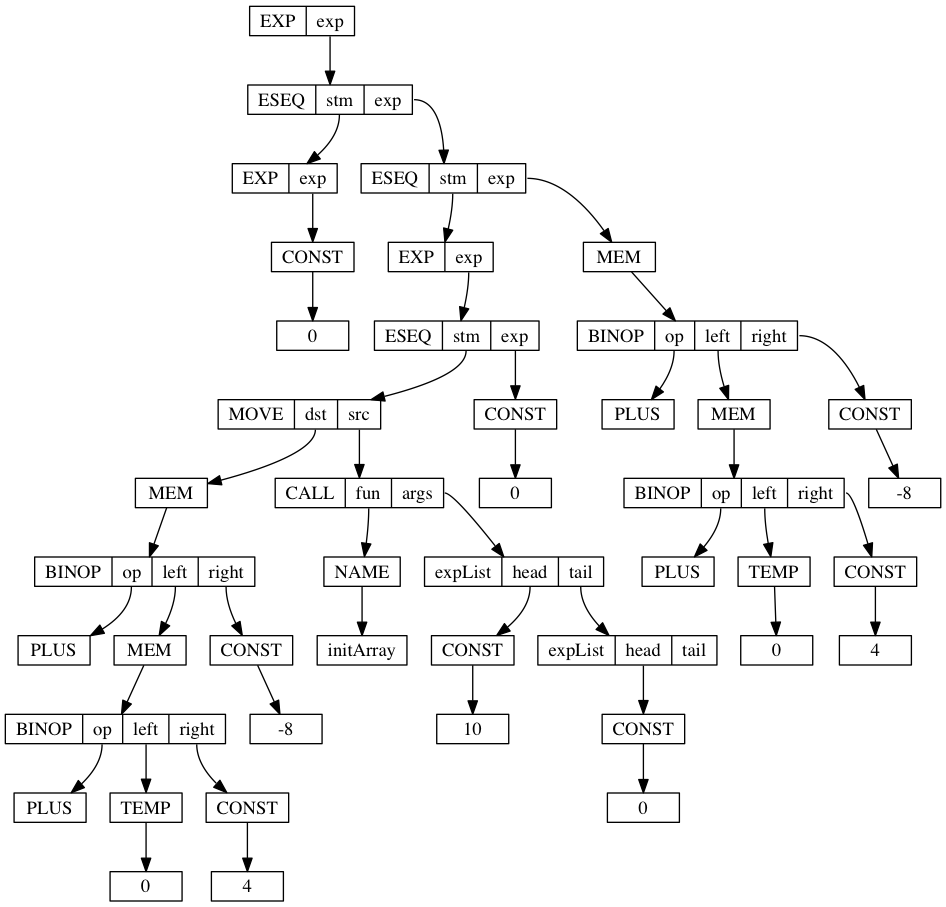 EXP exp
ESEQ stm exp
EXP exp ESEQ stm exp
CONST EXP exp MEM
0 ESEQ stm exp BINOP op left right
MOVE dst src CONST PLUS MEM CONST
MEM CALL fun args 0 BINOP op left right -8
BINOP op left right NAME expList head tail PLUS TEMP CONST
PLUS MEM CONST initArray CONST expList head tail 0 4
BINOP op left right -8 10 CONST
PLUS TEMP CONST 0
0 4